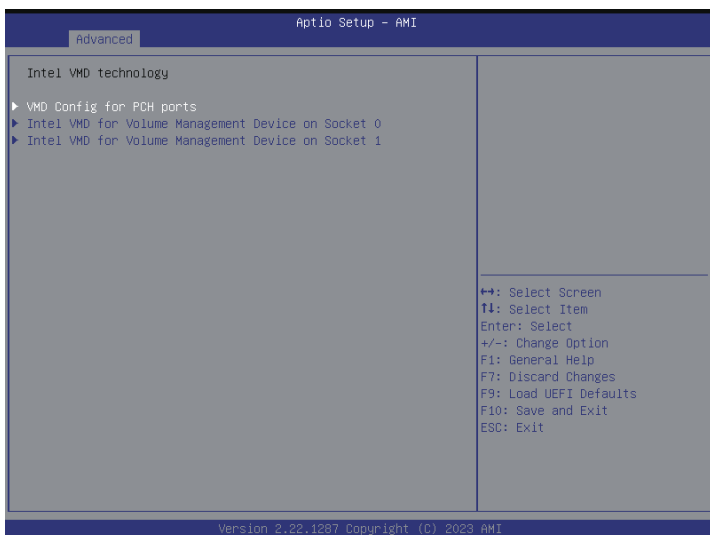 Aptio Setup – AMI
Advanced
Intel VMD technology
▶ VMD Config for PCH ports
▶ Intel VMD for Volume Management Device on Socket 0
▶ Intel VMD for Volume Management Device on Socket 1
↔: Select Screen
↑↓: Select Item
Enter: Select
+/-: Change Option
F1: General Help
F7: Discard Changes
F9: Load UEFI Defaults
F10: Save and Exit
ESC: Exit
Version 2.22.1287 Copyright (C) 2023 AMI